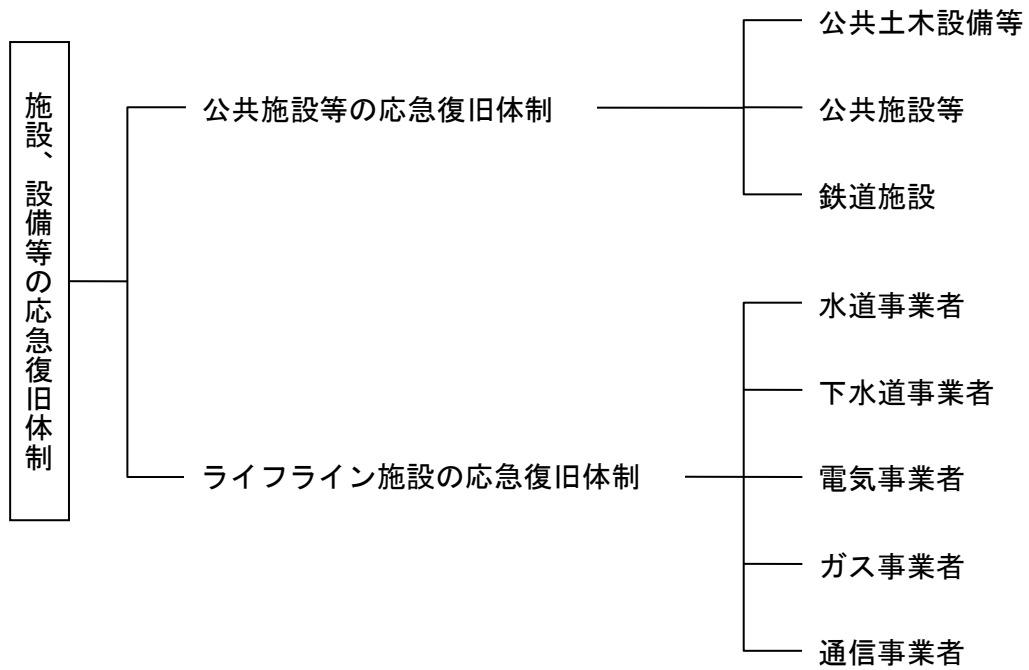 施設、設備等の応急復旧体制
公共施設等の応急復旧体制
公共土木設備等
公共施設等
鉄道施設
ライフライン施設の応急復旧体制
水道事業者
下水道事業者
電気事業者
ガス事業者
通信事業者